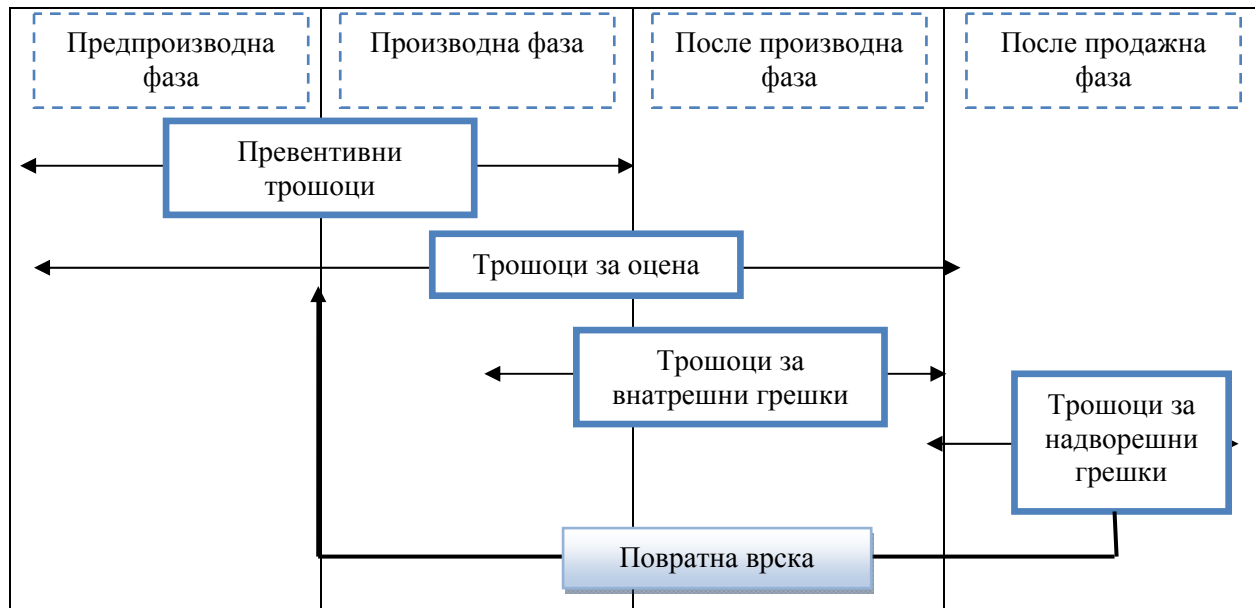 Предпроизводна
фаза
Производна фаза
После производна
фаза
После продажна
фаза
Превентивни
трошоци
Трошоци за оцена
Трошоци за
внатрешни грешки
Трошоци за
надворешни
грешки
Повратна врска